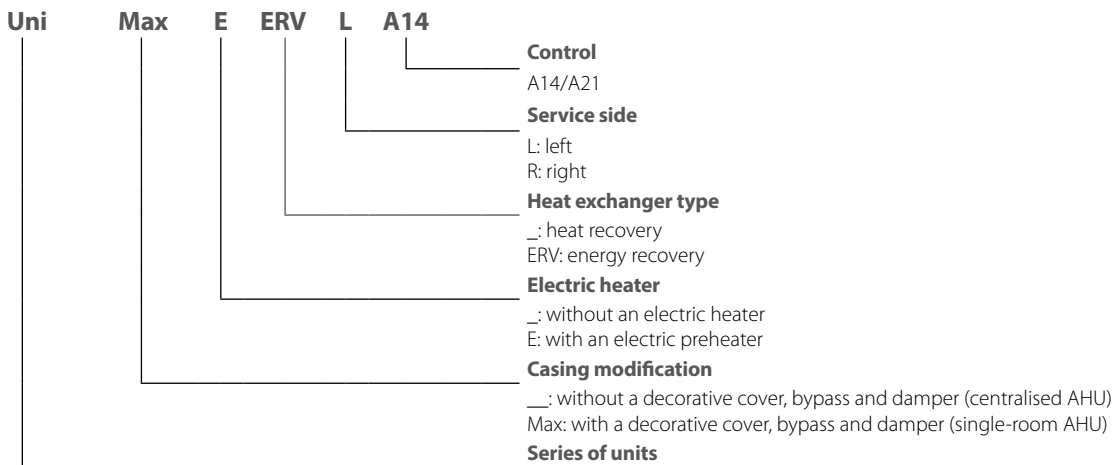 Uni Max E ERV L A14
Control
A14/A21
Service side
L: left
R: right
Heat exchanger type
_: heat recovery
ERV: energy recovery
Electric heater
_: without an electric heater
E: with an electric preheater
Casing modification
__: without a decorative cover, bypass and damper (centralised AHU)
Max: with a decorative cover, bypass and damper (single-room AHU)
Series of units